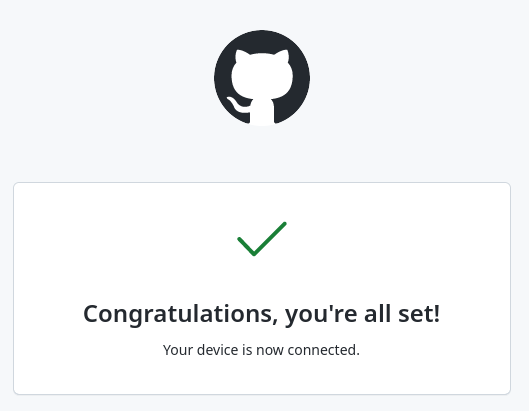 Congratulations, you're all set!
Your device is now connected.